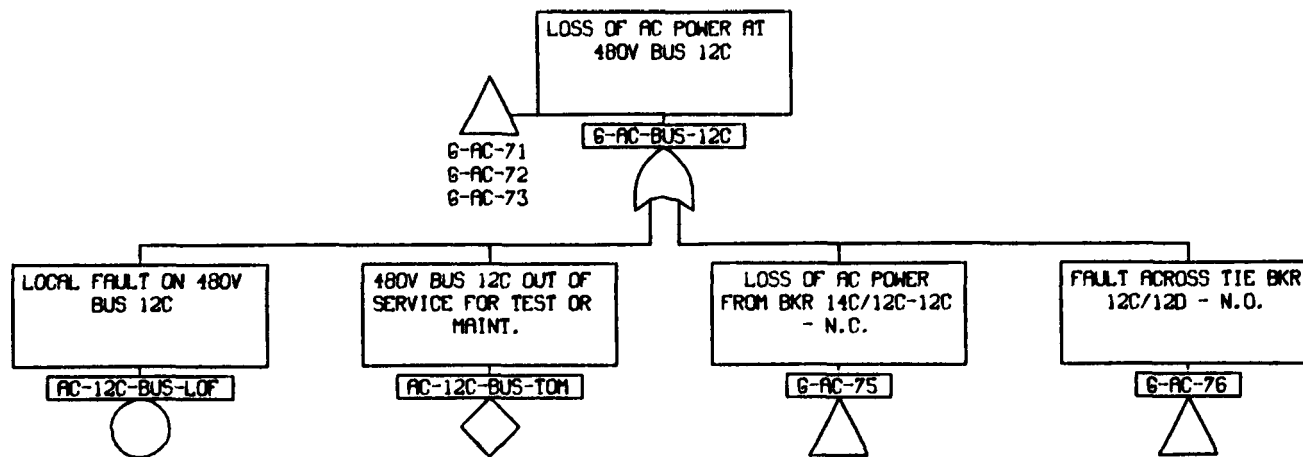 LOSS OF AC POWER AT
480V BUS 12C
G-AC-BUS-12C
G-AC-71
G-AC-72
G-AC-73
LOCAL FAULT ON 480V
BUS 12C
AC-12C-BUS-LOF
480V BUS 12C OUT OF
SERVICE FOR TEST OR
MAINT.
AC-12C-BUS-TOM
LOSS OF AC POWER
FROM BKR 14C/12C-12C
- N.C.
G-AC-75
FAULT ACROSS TIE BKR
12C/12D - N.O.
G-AC-76